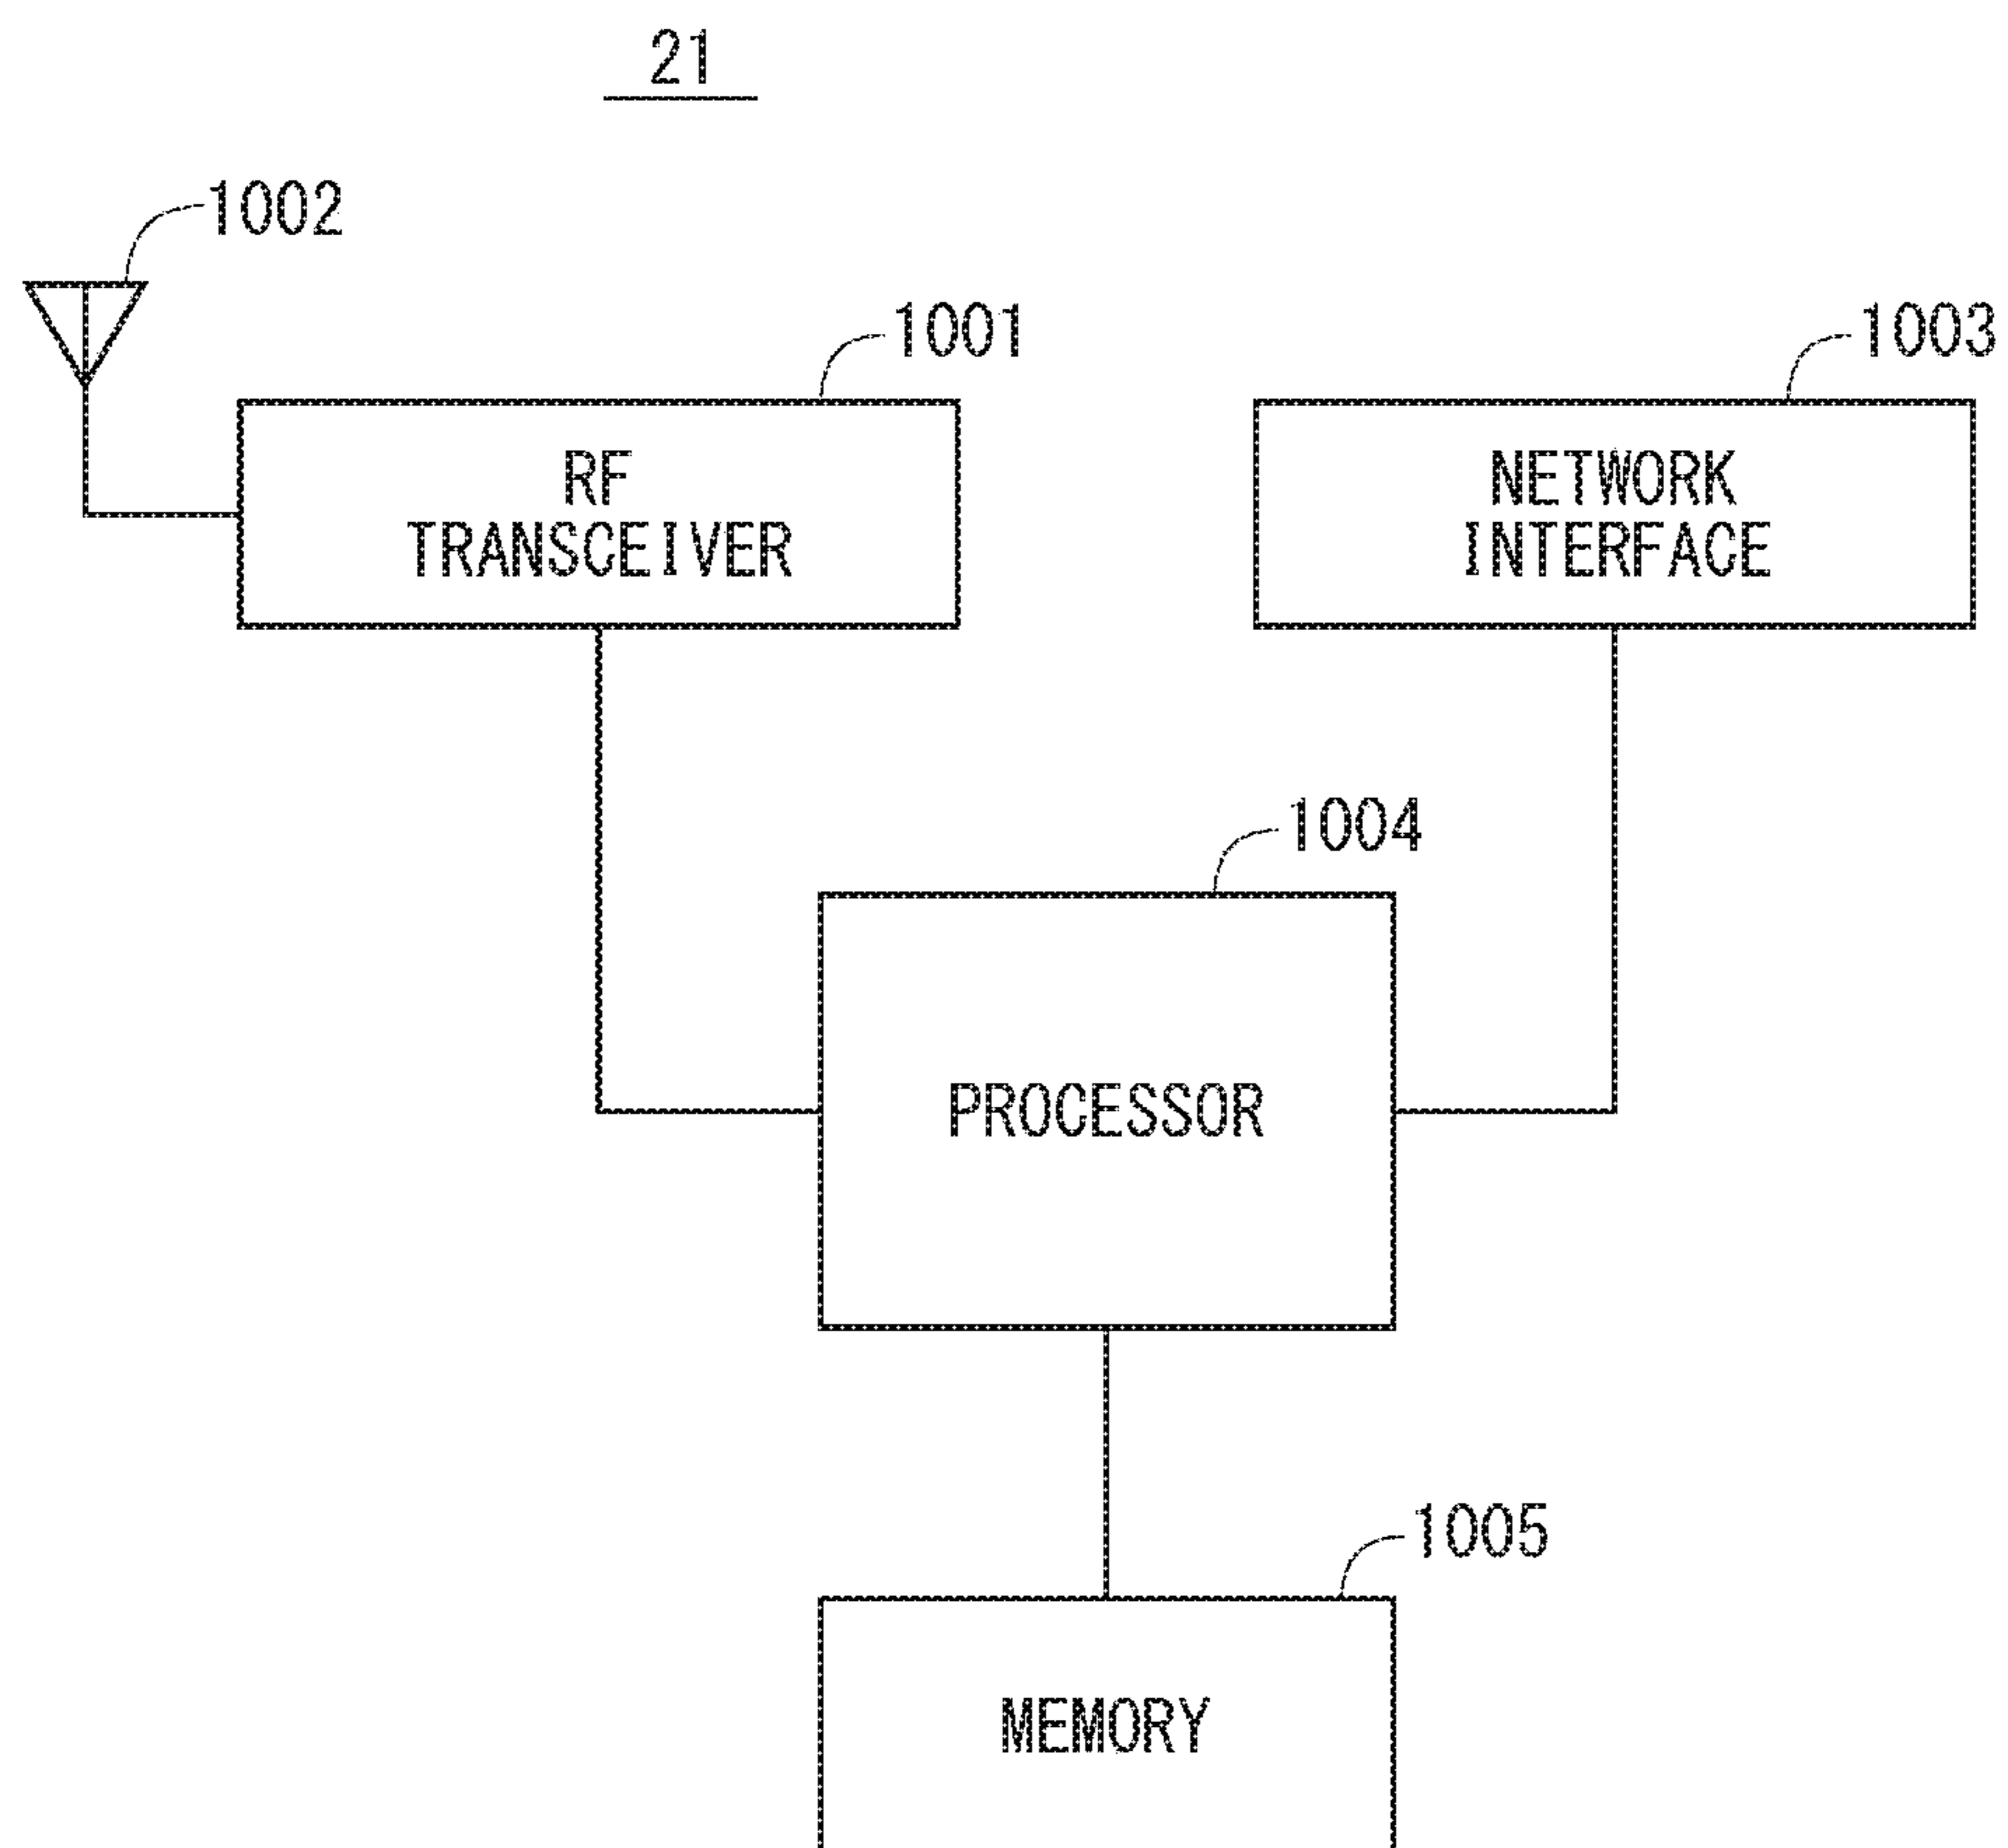 21
1002
1001
1003
RF
TRANSCEIVER
NETWORK
INTERFACE
1004
PROCESSOR
1005
MEMORY